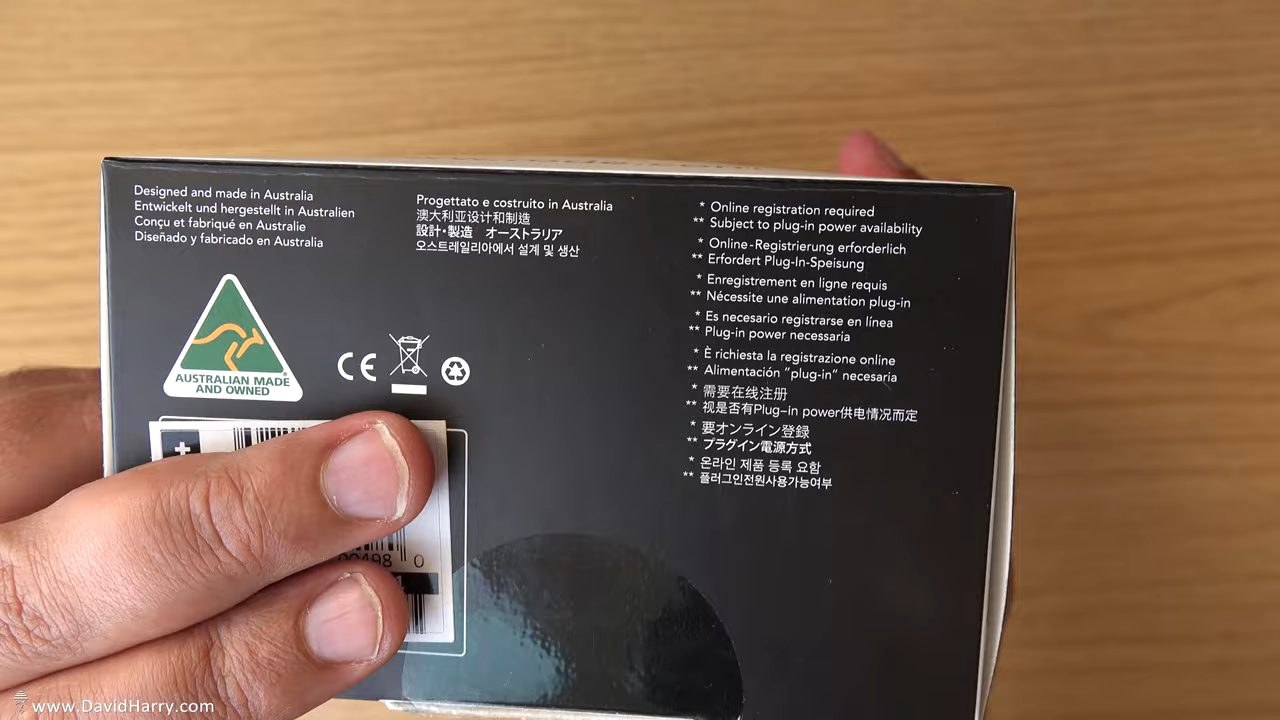 Designed and made in Australia
Entwickelt und hergestellt in Australien
Conçu et fabriqué en Australie
Diseñado y fabricado en Australia
Progettato e costruito in Australia
澳大利亚设计和制造
設計・製造　オーストラリア
오스트레일리아에서 설계 및 생산
* Online registration required
** Subject to plug-in power availability
* Online-Registrierung erforderlich
** Erfordert Plug-In-Speisung
* Enregistrement en ligne requis
** Nécessite une alimentation plug-in
* Es necesario registrarse en línea
** Plug-in power necessaria
* È richiesta la registrazione online
** Alimentación "plug-in" necesaria
* 需要在线注册
** 视是否有Plug-in power供电情况而定
* 要オンライン登録
** プラグイン電源方式
* 온라인 제품 등록 요함
** 플러그인전원사용가능여부
AUSTRALIAN MADE
AND OWNED
CE
0
www.DavidHarry.com